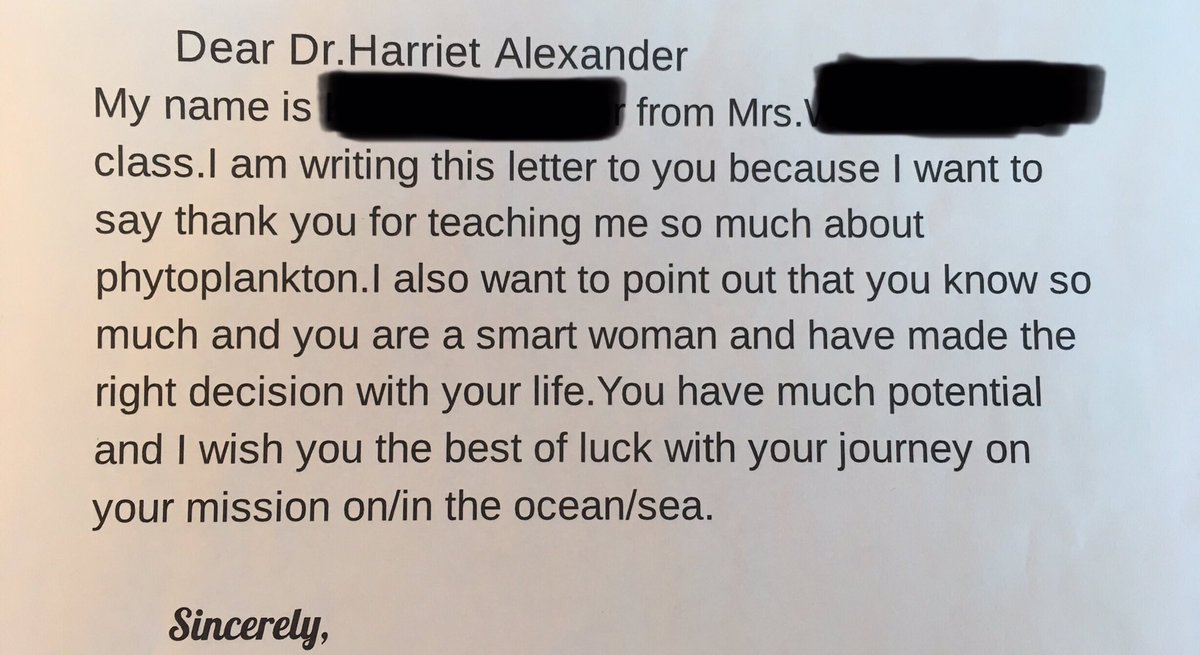 Dear Dr.Harriet Alexander
My name is from Mrs.
class.I am writing this letter to you because I want to
say thank you for teaching me so much about
phytoplankton.I also want to point out that you know so
much and you are a smart woman and have made the
right decision with your life.You have much potential
and I wish you the best of luck with your journey on
your mission on/in the ocean/sea.
Sincerely,